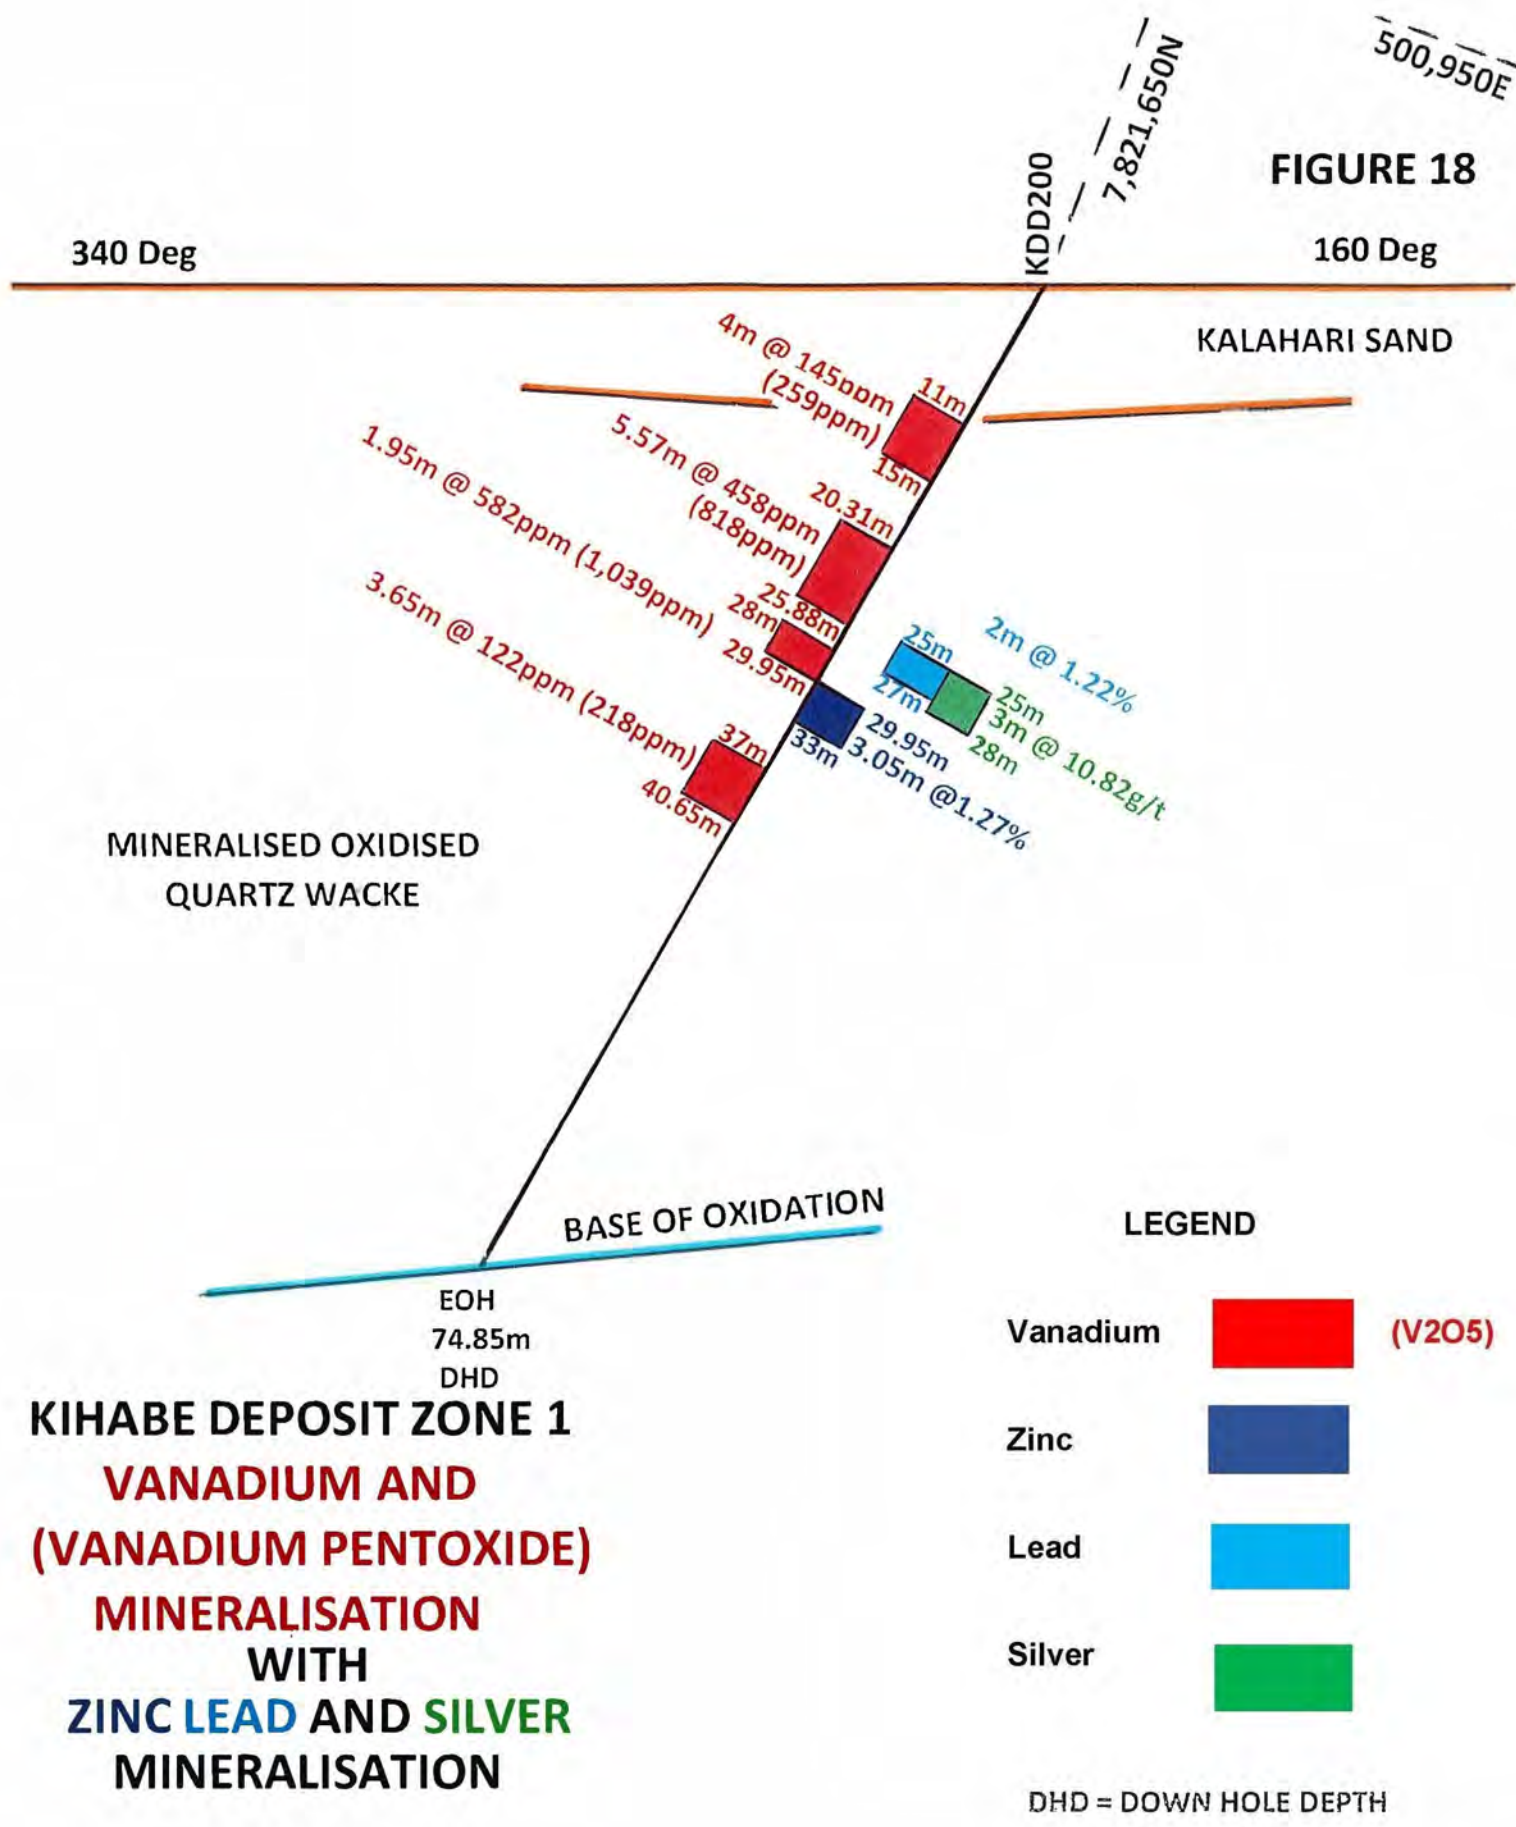 500,950E
7,821,650N
KDD200
FIGURE 18
340 Deg
160 Deg
KALAHARI SAND
4m @ 145ppm
(259ppm)
11m
15m
5.57m @ 458ppm
(818ppm)
20.31m
25.88m
1.95m @ 582ppm (1,039ppm)
28m
29.95m
3.65m @ 122ppm (218ppm)
37m
40.65m
25m
27m
2m @ 1.22%
25m
3m @ 10.82g/t
28m
29.95m
3.05m @1.27%
33m
MINERALISED OXIDISED
QUARTZ WACKE
BASE OF OXIDATION
EOH
74.85m
DHD
KIHABE DEPOSIT ZONE 1
VANADIUM AND
(VANADIUM PENTOXIDE)
MINERALISATION
WITH
ZINC LEAD AND SILVER
MINERALISATION
LEGEND
Vanadium (V2O5)
Zinc
Lead
Silver
DHD = DOWN HOLE DEPTH